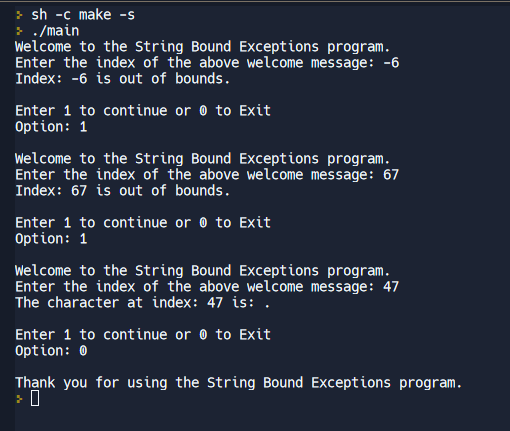 sh -c make -s
./main
Welcome to the String Bound Exceptions program.
Enter the index of the above welcome message: -6
Index: -6 is out of bounds.
Enter 1 to continue or 0 to Exit
Option: 1
Welcome to the String Bound Exceptions program.
Enter the index of the above welcome message: 67
Index: 67 is out of bounds.
Enter 1 to continue or 0 to Exit
Option: 1
Welcome to the String Bound Exceptions program.
Enter the index of the above welcome message: 47
The character at index: 47 is: .
Enter 1 to continue or 0 to Exit
Option: 0
Thank you for using the String Bound Exceptions program.